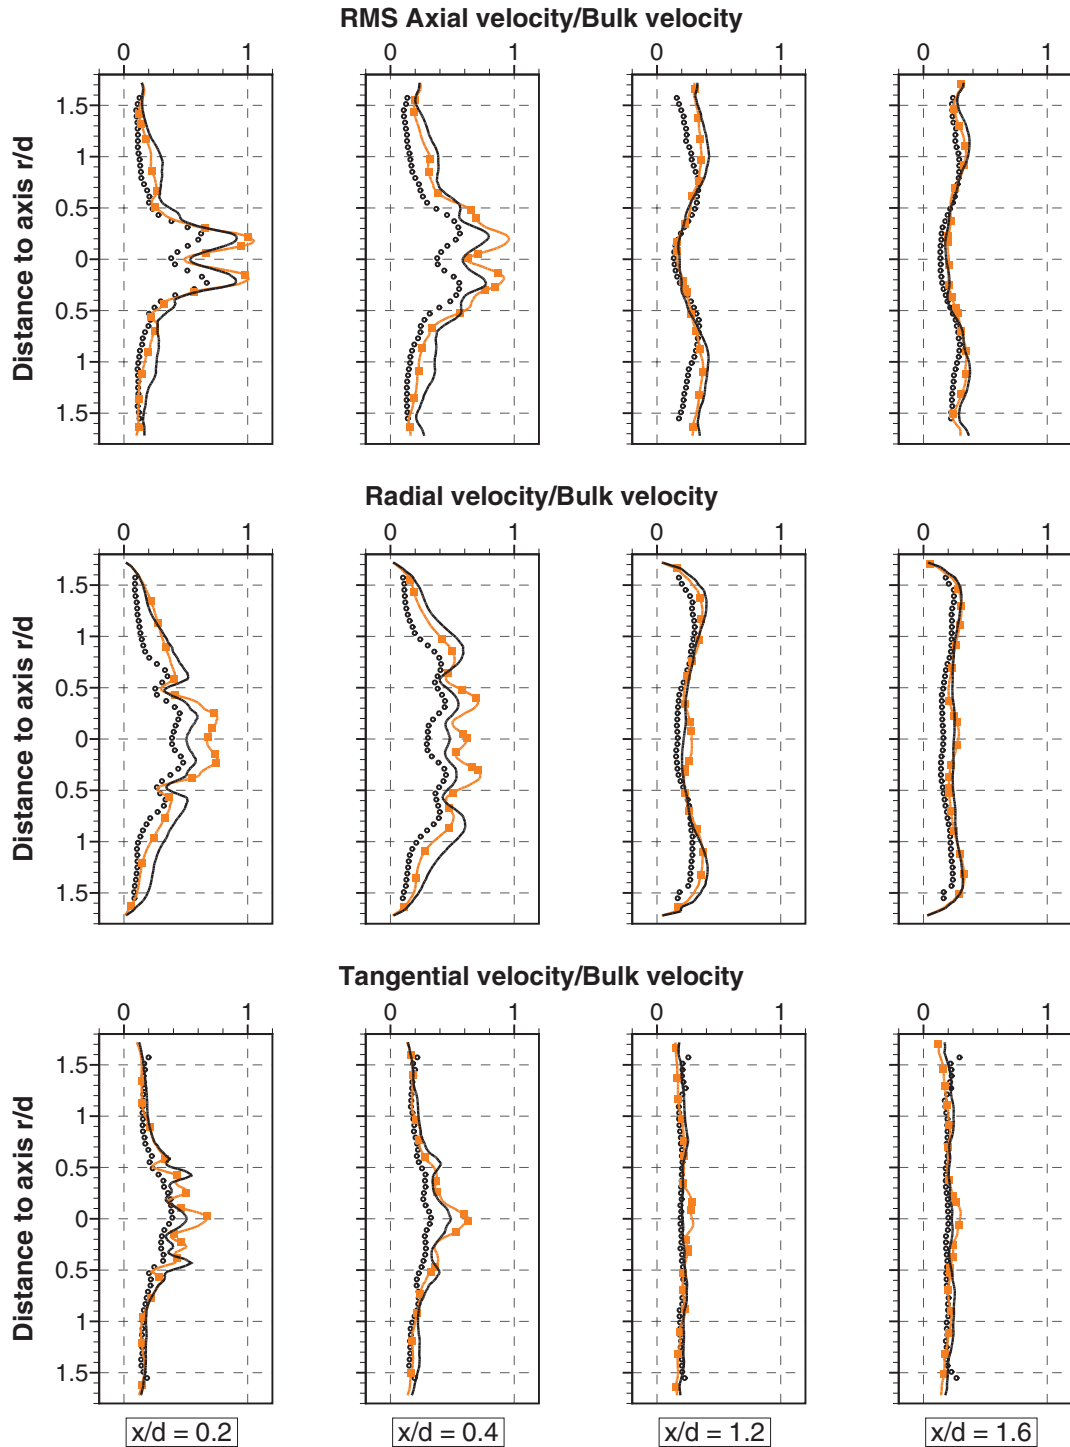 RMS Axial velocity/Bulk velocity
0 1 0 1 0 1 0 1
Distance to axis r/d
1.5
1
0.5
0
0.5
1
1.5
Radial velocity/Bulk velocity
0 1 0 1 0 1 0 1
Distance to axis r/d
1.5
1
0.5
0
0.5
1
1.5
Tangential velocity/Bulk velocity
0 1 0 1 0 1 0 1
Distance to axis r/d
1.5
1
0.5
0
0.5
1
1.5
x/d = 0.2 x/d = 0.4 x/d = 1.2 x/d = 1.6